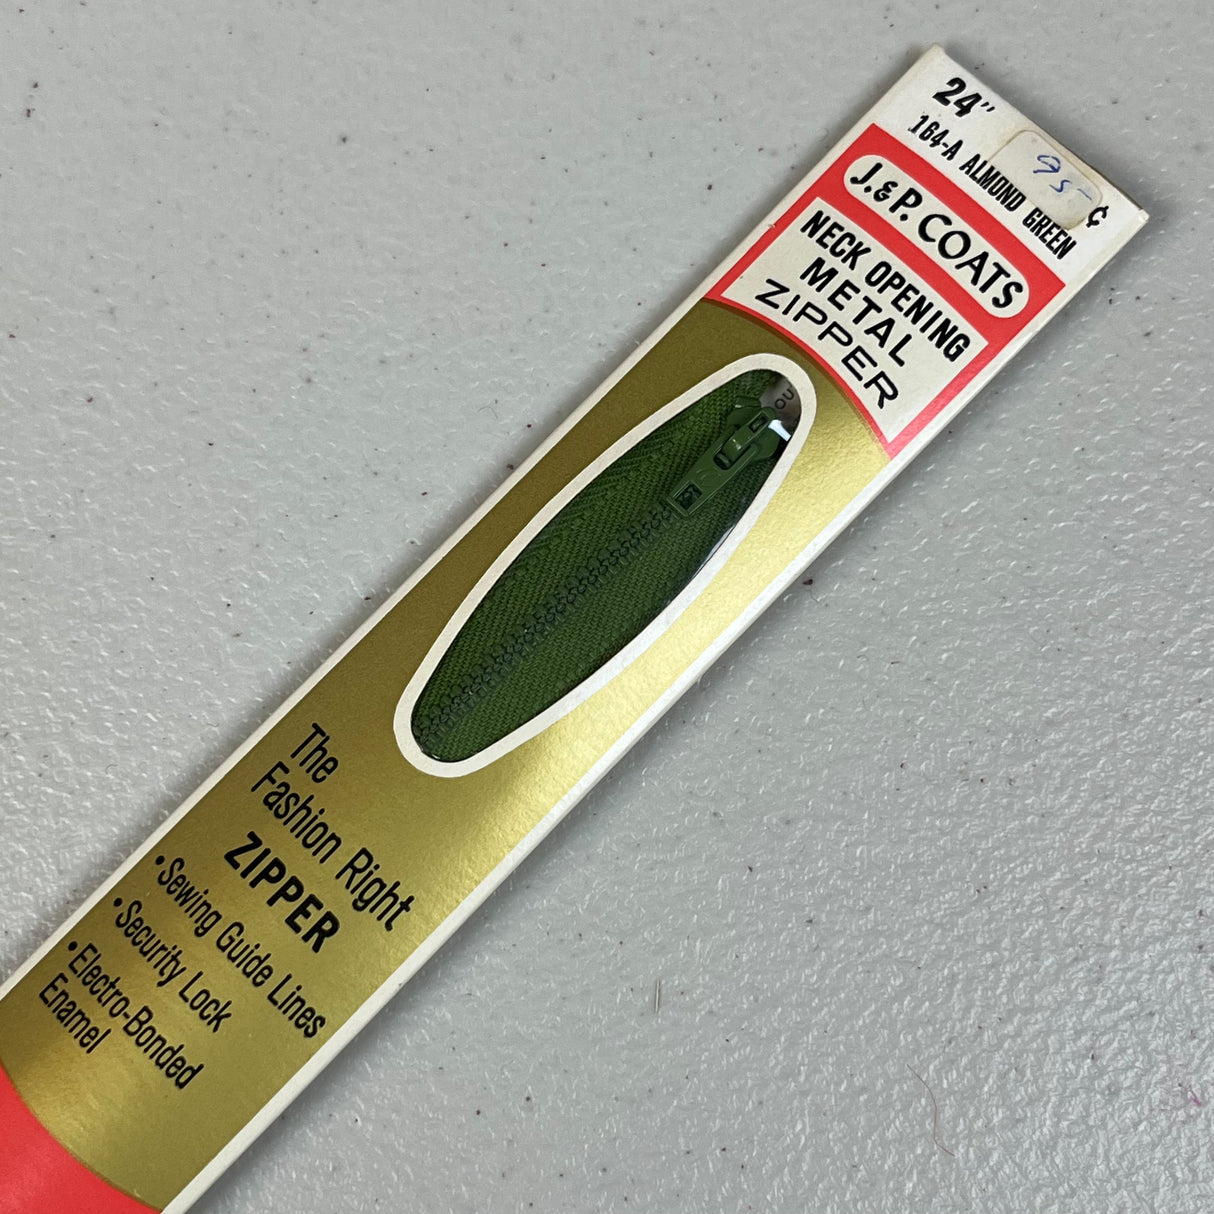 24"
164-A ALMOND GREEN
95 ¢
J. & P. COATS
NECK OPENING
METAL
ZIPPER
OU
The
Fashion Right
ZIPPER
•Sewing Guide Lines
•Security Lock
•Electro-Bonded
Enamel